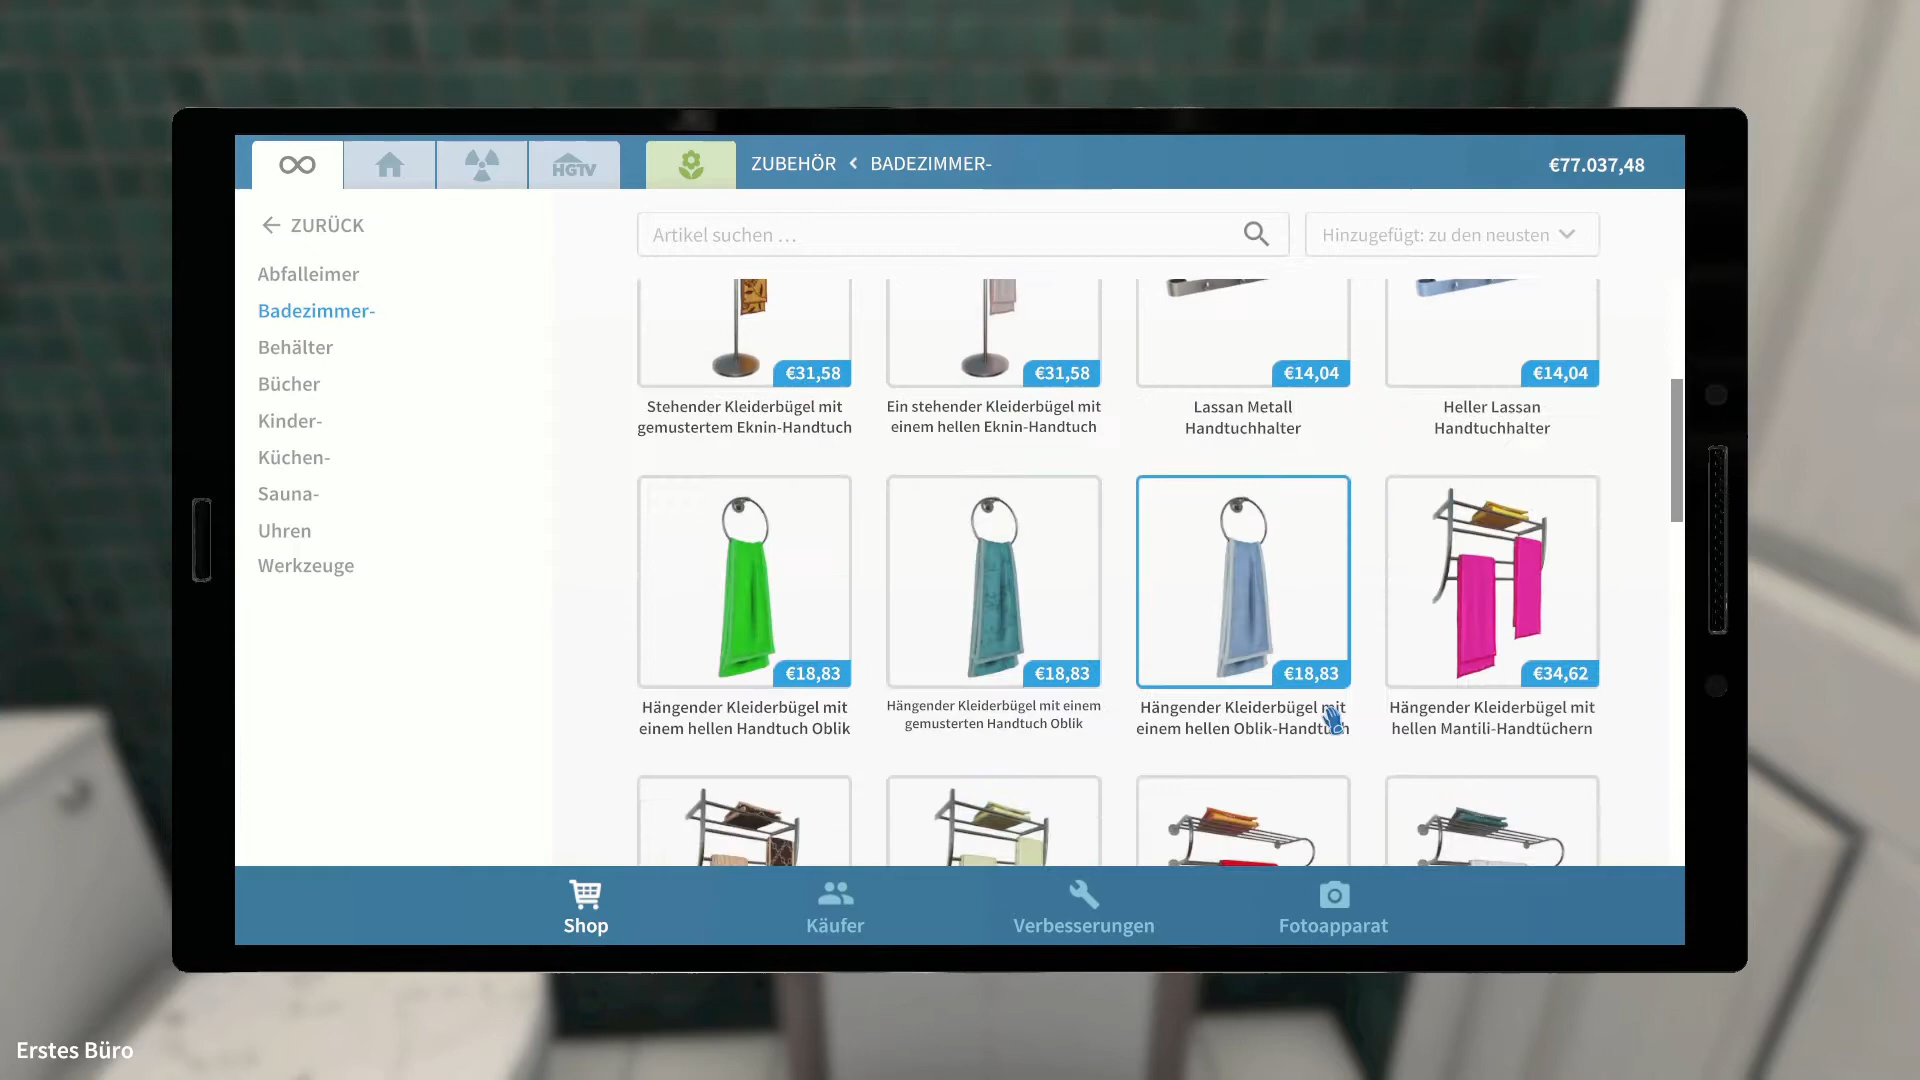 HGTV
ZUBEHÖR < BADEZIMMER-
€77.037,48
ZURÜCK
Abfalleimer
Badezimmer-
Behälter
Bücher
Kinder-
Küchen-
Sauna-
Uhren
Werkzeuge
Artikel suchen ...
Hinzugefügt: zu den neusten
€31,58
€31,58
€14,04
€14,04
Stehender Kleiderbügel mit
gemustertem Eknin-Handtuch
Ein stehender Kleiderbügel mit
einem hellen Eknin-Handtuch
Lassan Metall
Handtuchhalter
Heller Lassan
Handtuchhalter
€18,83
€18,83
€18,83
€34,62
Hängender Kleiderbügel mit
einem hellen Handtuch Oblik
Hängender Kleiderbügel mit einem
gemusterten Handtuch Oblik
Hängender Kleiderbügel mit
einem hellen Oblik-Handtuch
Hängender Kleiderbügel mit
hellen Mantili-Handtüchern
Shop
Käufer
Verbesserungen
Fotoapparat
Erstes Büro